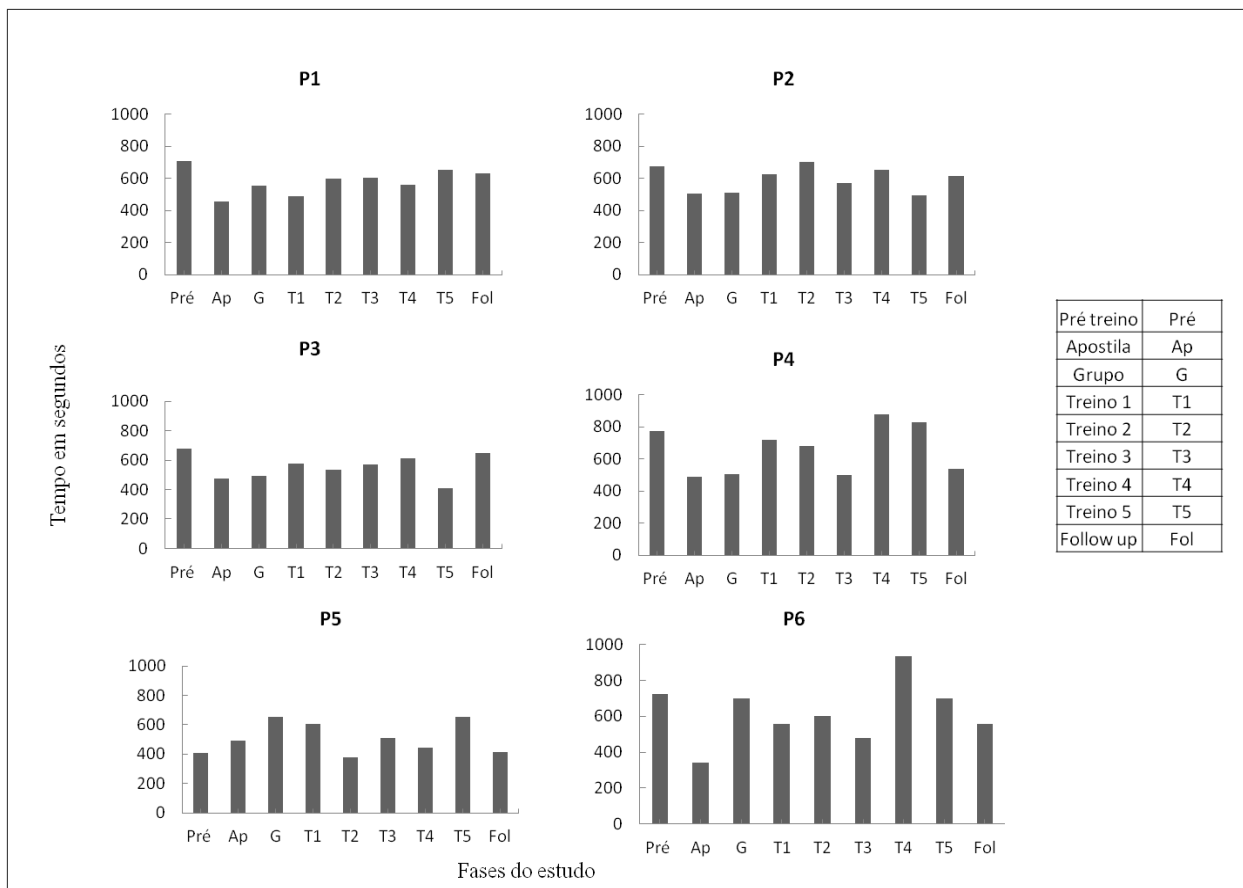 P1
1000
800
600
400
200
0
Pré Ap G T1 T2 T3 T4 T5 Fol
P2
1000
800
600
400
200
0
Pré Ap G T1 T2 T3 T4 T5 Fol
Tempo em segundos
P3
1000
800
600
400
200
0
Pré Ap G T1 T2 T3 T4 T5 Fol
P4
1000
800
600
400
200
0
Pré Ap G T1 T2 T3 T4 T5 Fol
Pré treino Pré
Apostila Ap
Grupo G
Treino 1 T1
Treino 2 T2
Treino 3 T3
Treino 4 T4
Treino 5 T5
Follow up Fol
P5
1000
800
600
400
200
0
Pré Ap G T1 T2 T3 T4 T5 Fol
P6
1000
800
600
400
200
0
Pré Ap G T1 T2 T3 T4 T5 Fol
Fases do estudo